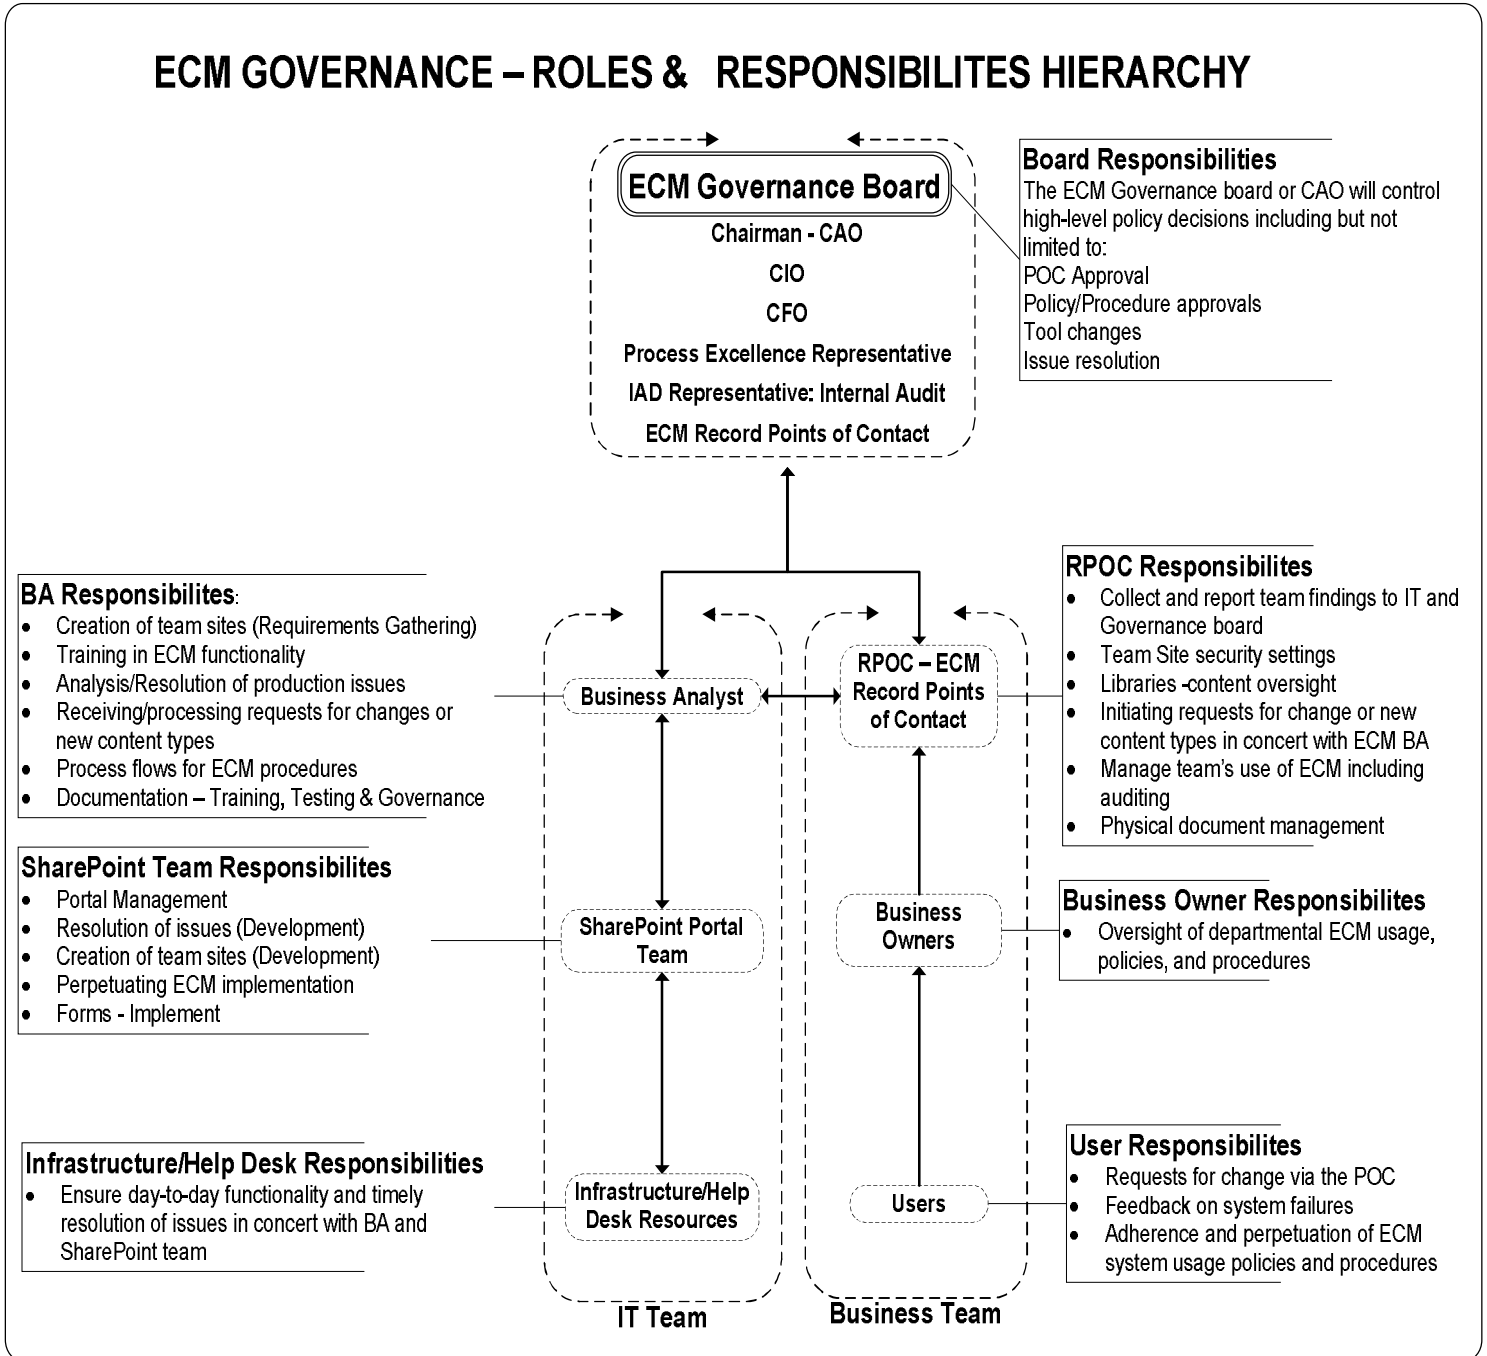 ECM GOVERNANCE – ROLES & RESPONSIBILITES HIERARCHY
ECM Governance Board
Chairman - CAO
CIO
CFO
Process Excellence Representative
IAD Representative: Internal Audit
ECM Record Points of Contact
Board Responsibilities
The ECM Governance board or CAO will control
high-level policy decisions including but not
limited to:
POC Approval
Policy/Procedure approvals
Tool changes
Issue resolution
BA Responsibilites:
• Creation of team sites (Requirements Gathering)
• Training in ECM functionality
• Analysis/Resolution of production issues
• Receiving/processing requests for changes or
new content types
• Process flows for ECM procedures
• Documentation – Training, Testing & Governance
Business Analyst
RPOC – ECM
Record Points
of Contact
RPOC Responsibilites
• Collect and report team findings to IT and
Governance board
• Team Site security settings
• Libraries -content oversight
• Initiating requests for change or new
content types in concert with ECM BA
• Manage team's use of ECM including
auditing
• Physical document management
SharePoint Team Responsibilites
• Portal Management
• Resolution of issues (Development)
• Creation of team sites (Development)
• Perpetuating ECM implementation
• Forms - Implement
SharePoint Portal
Team
Business
Owners
Business Owner Responsibilites
• Oversight of departmental ECM usage,
policies, and procedures
Infrastructure/Help Desk Responsibilities
• Ensure day-to-day functionality and timely
resolution of issues in concert with BA and
SharePoint team
Infrastructure/Help
Desk Resources
Users
User Responsibilites
• Requests for change via the POC
• Feedback on system failures
• Adherence and perpetuation of ECM
system usage policies and procedures
IT Team
Business Team